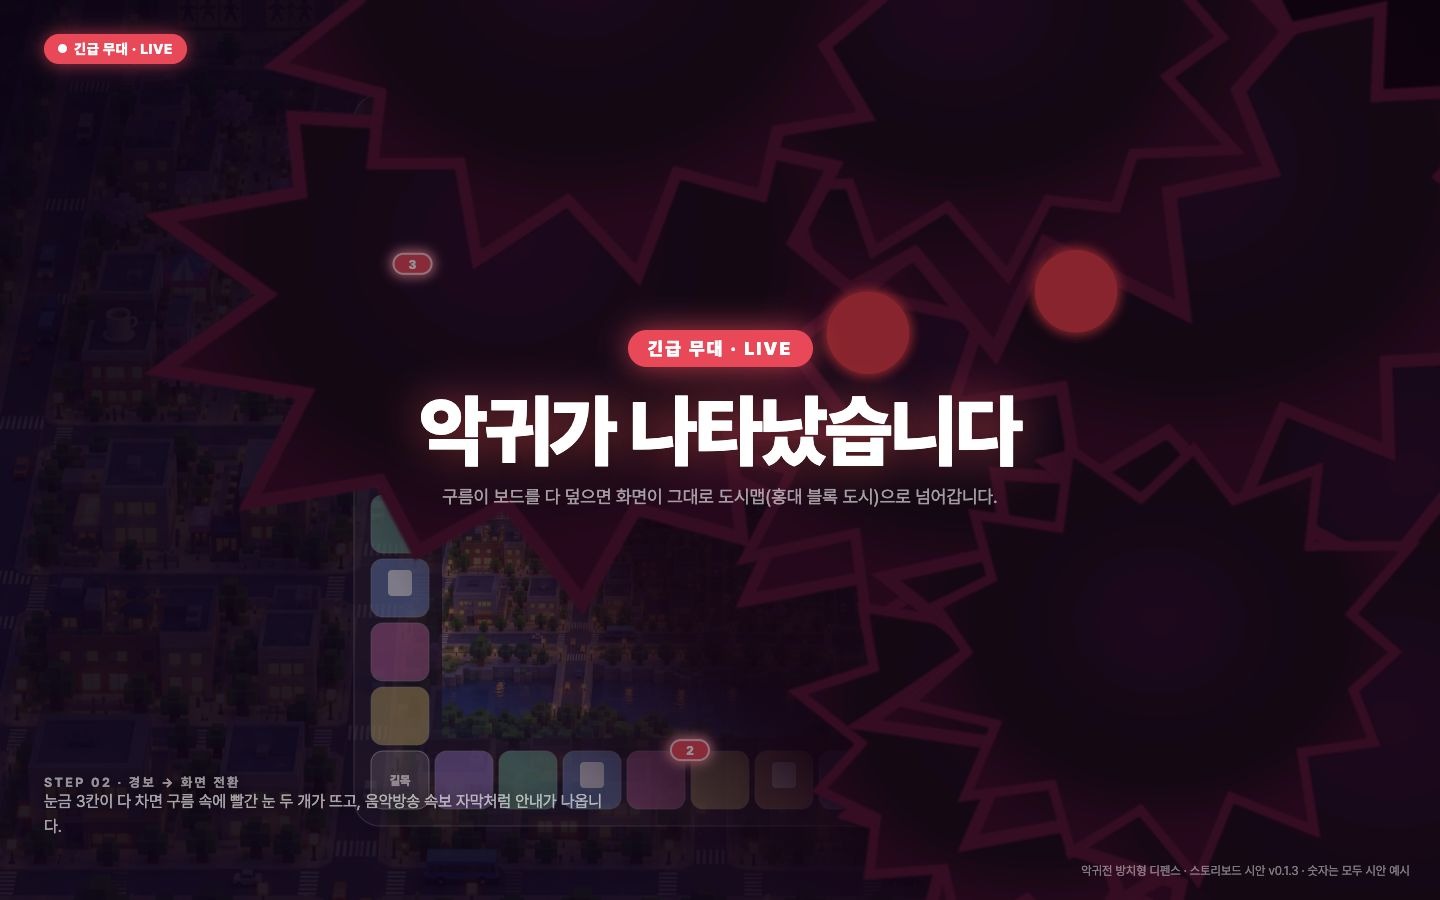 긴급 무대 · LIVE
3
긴급 무대 · LIVE
악귀가 나타났습니다
구름이 보드를 다 덮으면 화면이 그대로 도시맵(홍대 블록 도시)으로 넘어갑니다.
2
길목
STEP 02 · 경보 → 화면 전환
눈금 3칸이 다 차면 구름 속에 빨간 눈 두 개가 뜨고, 음악방송 속보 자막처럼 안내가 나옵니
다.
악귀전 방치형 디펜스 · 스토리보드 시안 v0.1.3 · 숫자는 모두 시안 예시